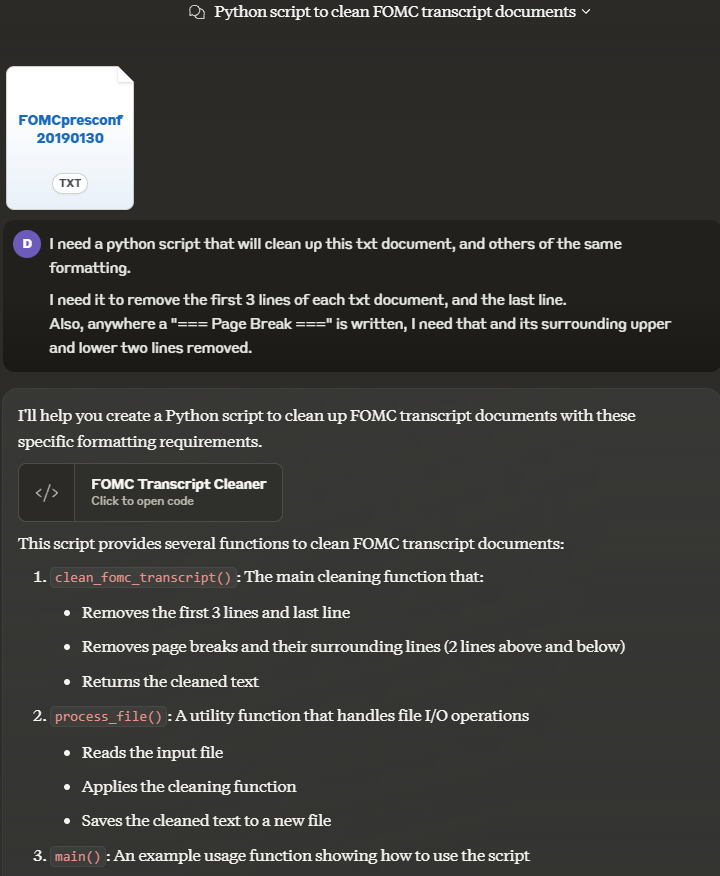 Python script to clean FOMC transcript documents
FOMCpresconf
20190130
TXT
D
I need a python script that will clean up this txt document, and others of the same
formatting.
I need it to remove the first 3 lines of each txt document, and the last line.
Also, anywhere a "=== Page Break ===" is written, I need that and its surrounding upper
and lower two lines removed.
I'll help you create a Python script to clean up FOMC transcript documents with these
specific formatting requirements.
</>
FOMC Transcript Cleaner
Click to open code
This script provides several functions to clean FOMC transcript documents:
1. clean_fomc_transcript() : The main cleaning function that:
• Removes the first 3 lines and last line
• Removes page breaks and their surrounding lines (2 lines above and below)
• Returns the cleaned text
2. process_file() : A utility function that handles file I/O operations
• Reads the input file
• Applies the cleaning function
• Saves the cleaned text to a new file
3. main() : An example usage function showing how to use the script